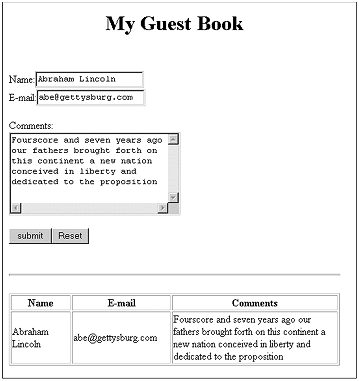 My Guest Book
Name: Abraham Lincoln
E-mail: abe@gettysburg.com
Comments:
Fourscore and seven years ago
our fathers brought forth on
this continent a new nation
conceived in liberty and
dedicated to the proposition
submit Reset
Name E-mail Comments
Abraham Lincoln
abe@gettysburg.com
Fourscore and seven years ago our
fathers brought forth on this continent a
new nation conceived in liberty and
dedicated to the proposition